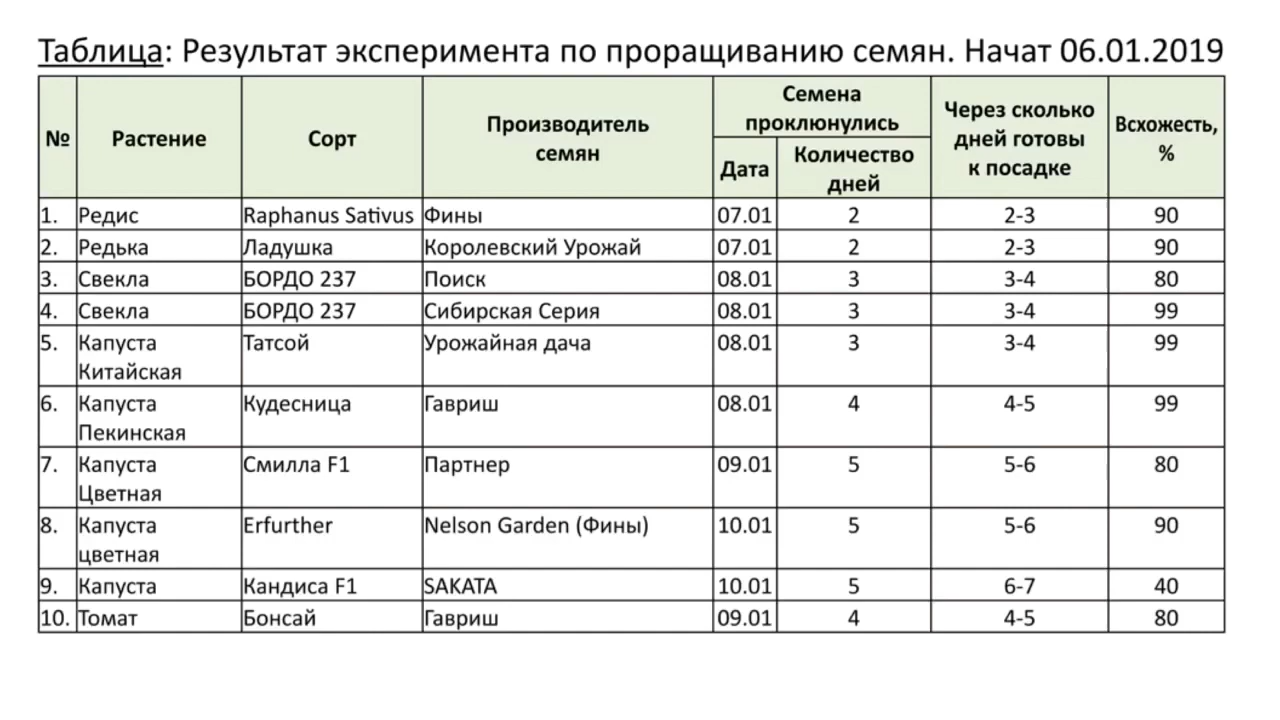 Таблица: Результат эксперимента по проращиванию семян. Начат 06.01.2019
№ Растение Сорт Производитель семян Семена проклюнулись Через сколько дней готовы к посадке Всхожесть, %
Дата Количество дней
1. Редис Raphanus Sativus Фины 07.01 2 2-3 90
2. Редька Ладушка Королевский Урожай 07.01 2 2-3 90
3. Свекла БОРДО 237 Поиск 08.01 3 3-4 80
4. Свекла БОРДО 237 Сибирская Серия 08.01 3 3-4 99
5. Капуста Китайская Татсой Урожайная дача 08.01 3 3-4 99
6. Капуста Пекинская Кудесница Гавриш 08.01 4 4-5 99
7. Капуста Цветная Смилла F1 Партнер 09.01 5 5-6 80
8. Капуста цветная Erfurther Nelson Garden (Фины) 10.01 5 5-6 90
9. Капуста Кандиса F1 SAKATA 10.01 5 6-7 40
10. Томат Бонсай Гавриш 09.01 4 4-5 80